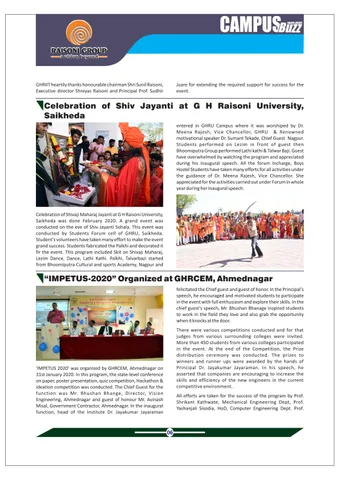 RAISONI GROUP
a vision beyond
CAMPUS
BUZZ
GHRIIT heartily thanks honourable chairman Shri Sunil Raisoni,
Executive director Shreyas Raisoni and Principal Prof. Sudhir
Joare for extending the required support for success for the
event.
Celebration of Shiv Jayanti at G H Raisoni University,
Saikheda
Celebration of Shivaji Maharaj Jayanti at G H Raisoni University,
Saikheda was done February 2020. A grand event was
conducted on the eve of Shiv Jayanti Sohala. This event was
conducted by Students Forum cell of GHRU, Saikheda.
Student's volunteers have taken many effort to make the event
grand success. Students fabricated the Palkhi and decorated it
fir the event. This program included Skit on Shivaji Maharaj,
Lezim Dance, Dance, Lathi Kathi. Palkhi, Talvarbaji started
from Bhoomiputra Cultural and sports Academy, Nagpur and
entered in GHRU Campus where it was worshiped by Dr.
Meena Rajesh, Vice Chancellor, GHRU & Renowned
motivational speaker Dr. Sumant Tekade, Chief Guest Nagpur.
Students performed on Lezim in front of guest then
Bhoomiputra Group performed Lathi kathi & Talwar Baji. Guest
have overwhelmed by watching the program and appreciated
during his inaugural speech. All the forum Incharge, Boys
Hostel Students have taken many efforts for all activities under
the guidance of Dr. Meena Rajesh, Vice Chancellor. She
appreciated for the activities carried out under Forum in whole
year during her inaugural speech.
“IMPETUS-2020” Organized at GHRCEM, Ahmednagar
'IMPETUS 2020' was organized by GHRCEM, Ahmednagar on
31st January 2020. In this program, the state-level conference
on paper, poster presentation, quiz competition, Hackathon &
Ideation competition was conducted. The Chief Guest for the
function was Mr. Bhushan Bhange, Director, Vision
Engineering, Ahmednagar and guest of honour Mr. Avinash
Misal, Government Contractor, Ahmednagar. In the inaugural
function, head of the Institute Dr. Jayakumar Jayaraman
felicitated the Chief guest and guest of honor. In the Principal's
speech, he encouraged and motivated students to participate
in the event with full enthusiasm and explore their skills. In the
chief guest's speech, Mr. Bhushan Bhanage inspired students
to work in the field they love and also grab the opportunity
when it knocks at the door.
There were various competitions conducted and for that
judges from various surrounding colleges were invited.
More than 450 students from various colleges participated
in the event. At the end of the Competition, the Prize
distribution ceremony was conducted. The prizes to
winners and runner ups were awarded by the hands of
Principal Dr. Jayakumar Jayaraman. In his speech, he
asserted that companies are encouraging to increase the
skills and efficiency of the new engineers in the current
competitive environment.
All efforts are taken for the success of the program by Prof.
Shrikant Kathwate, Mechanical Engineering Dept, Prof.
Yashanjali Sisodia, HoD, Computer Engineering Dept. Prof.